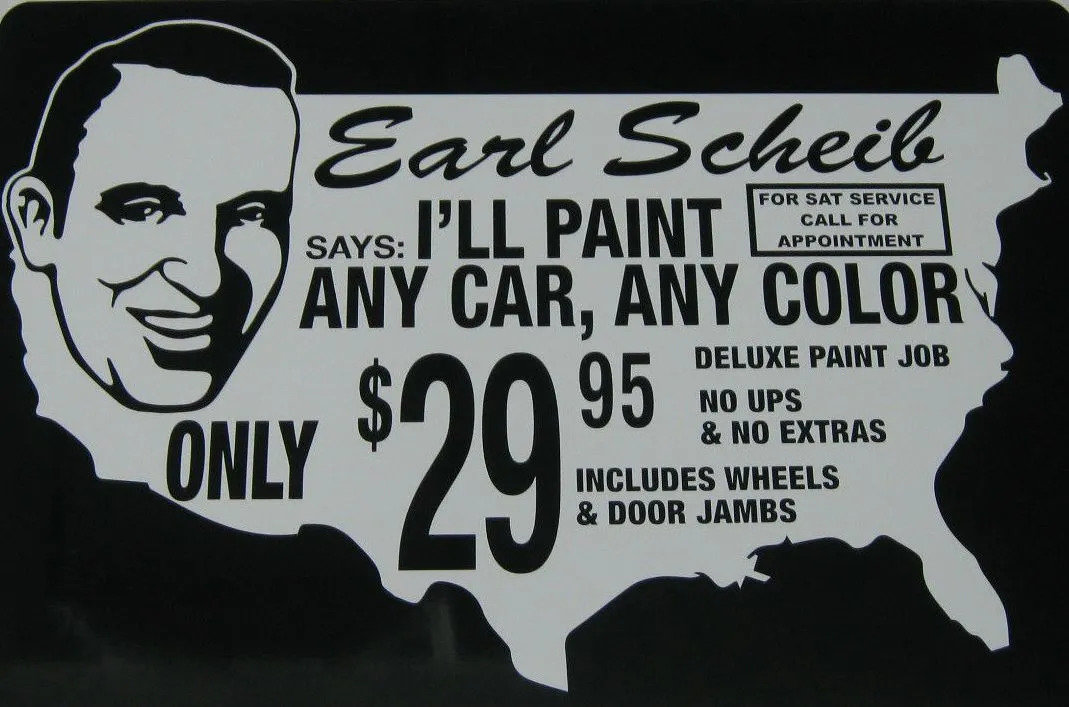 Earl Scheib
SAYS: I'LL PAINT
FOR SAT SERVICE
CALL FOR
APPOINTMENT
ANY CAR, ANY COLOR
ONLY $29 95
DELUXE PAINT JOB
NO UPS
& NO EXTRAS
INCLUDES WHEELS
& DOOR JAMBS